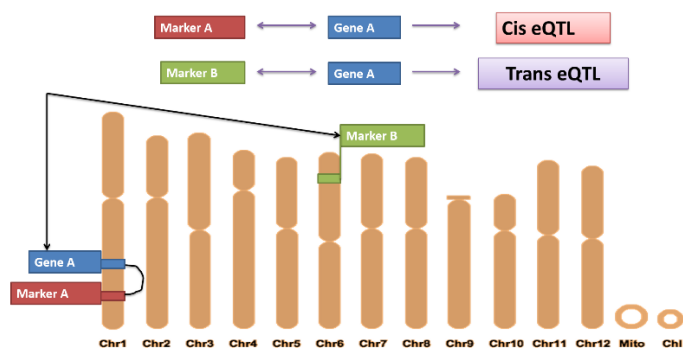 Marker A Gene A Cis eQTL
Marker B Gene A Trans eQTL
Marker B
Gene A
Marker A
Chr1 Chr2 Chr3 Chr4 Chr5 Chr6 Chr7 Chr8 Chr9 Chr10 Chr11 Chr12 Mito Chl